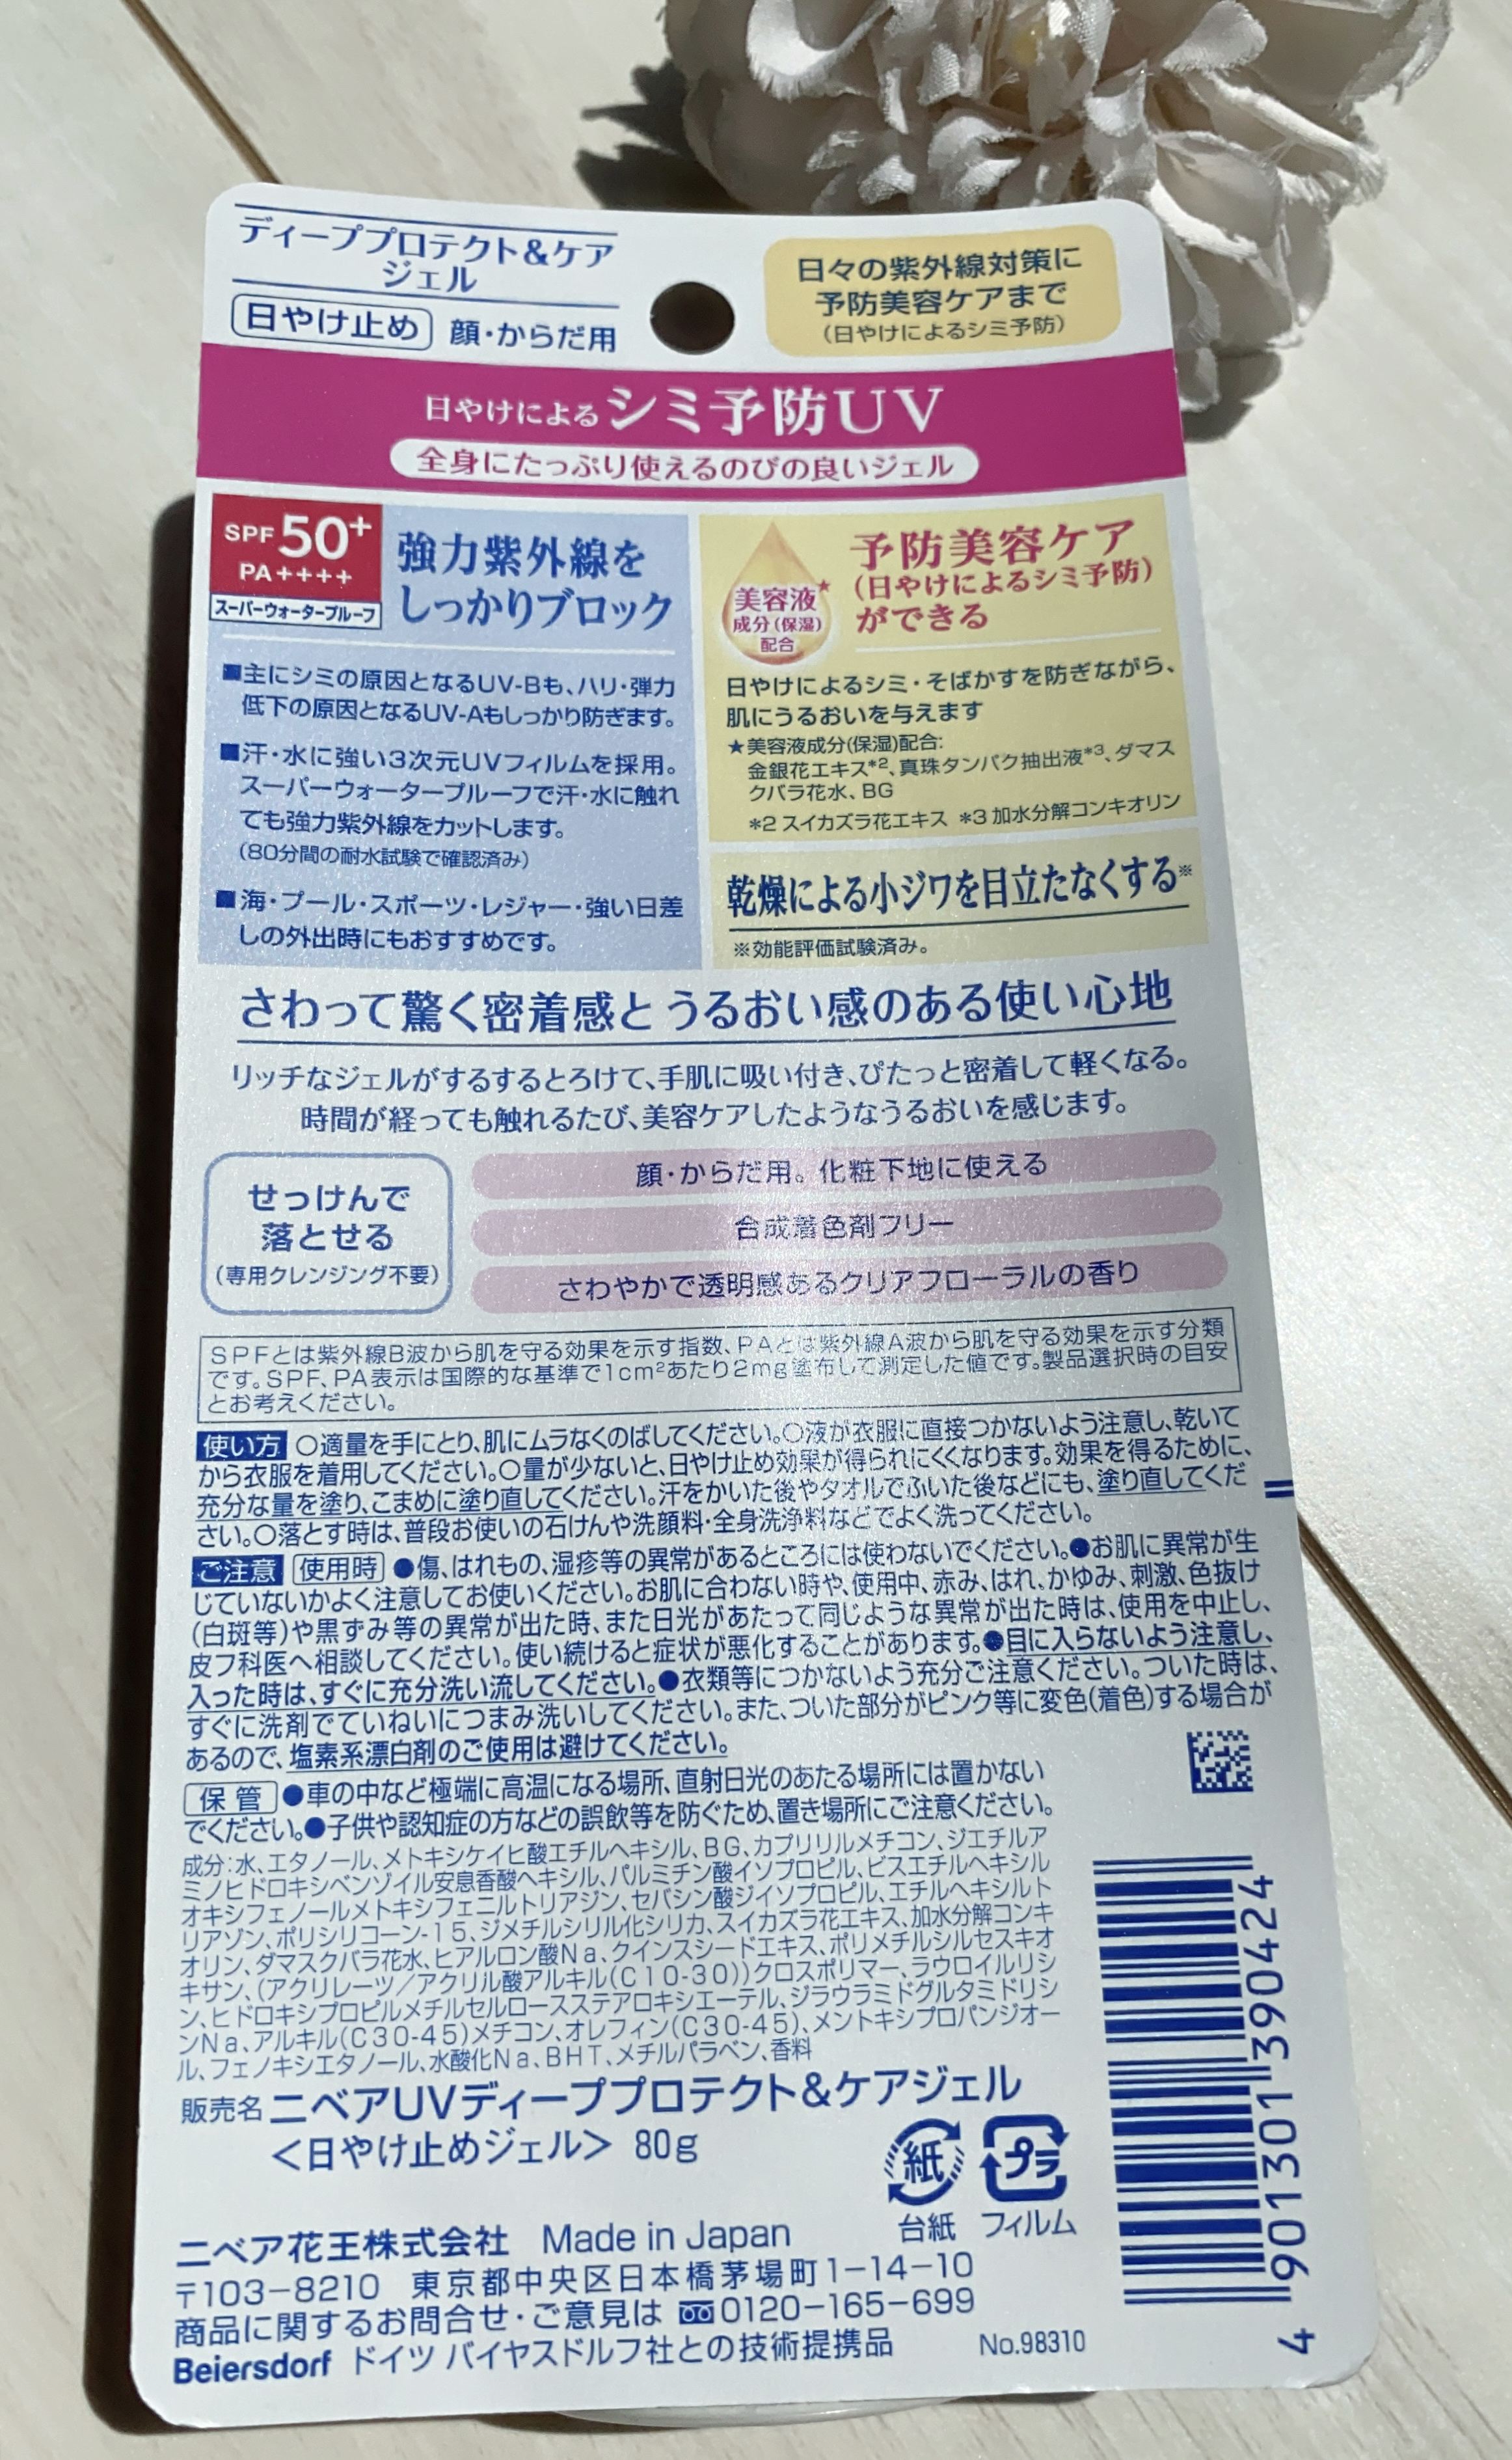 ディーププロテクト&ケア
ジェル
日やけ止め 顔・からだ用
日々の紫外線対策に
予防美容ケアまで
(日やけによるシミ予防)
日やけによるシミ予防UV
全身にたっぷり使えるのびの良いジェル
SPF50+
PA++++
スーパーウォータープルーフ
強力紫外線を
しっかりブロック
■主にシミの原因となるUV-Bも、ハリ・弾力
低下の原因となるUV-Aもしっかり防ぎます。
■汗・水に強い3次元UVフィルムを採用。
スーパーウォータープルーフで汗・水に触れ
ても強力紫外線をカットします。
(80分間の耐水試験で確認済み)
■海・プール・スポーツ・レジャー・強い日差
しの外出時にもおすすめです。
美容液★
成分(保湿)
配合
予防美容ケア
(日やけによるシミ予防)
ができる
日やけによるシミ・そばかすを防ぎながら、
肌にうるおいを与えます
★美容液成分(保湿)配合:
金銀花エキス*2、真珠タンパク抽出液*3、ダマス
クバラ花水、BG
*2 スイカズラ花エキス *3 加水分解コンキオリン
乾燥による小ジワを目立たなくする※
※効能評価試験済み。
さわって驚く密着感とうるおい感のある使い心地
リッチなジェルがするするとろけて、手肌に吸い付き、ぴたっと密着して軽くなる。
時間が経っても触れるたび、美容ケアしたようなうるおいを感じます。
せっけんで
落とせる
(専用クレンジング不要)
顔・からだ用。化粧下地に使える
合成着色剤フリー
さわやかで透明感あるクリアフローラルの香り
SPFとは紫外線B波から肌を守る効果を示す指数、PAとは紫外線A波から肌を守る効果を示す分類
です。SPF、PA表示は国際的な基準で1cm²あたり2mg塗布して測定した値です。製品選択時の目安
とお考えください。
使い方 ○適量を手にとり、肌にムラなくのばしてください。○液が衣服に直接つかないよう注意し、乾いて
から衣服を着用してください。○量が少ないと、日やけ止め効果が得られにくくなります。効果を得るために、
充分な量を塗り、こまめに塗り直してください。汗をかいた後やタオルでふいた後などにも、塗り直してくだ
さい。○落とす時は、普段お使いの石けんや洗顔料・全身洗浄料などでよく洗ってください。
ご注意 使用時 ●傷、はれもの、湿疹等の異常があるところには使わないでください。●お肌に異常が生
じていないかよく注意してお使いください。お肌に合わない時や、使用中、赤み、はれ、かゆみ、刺激、色抜け
(白斑等)や黒ずみ等の異常が出た時、また日光があたって同じような異常が出た時は、使用を中止し、
皮フ科医へ相談してください。使い続けると症状が悪化することがあります。●目に入らないよう注意し、
入った時は、すぐに充分洗い流してください。●衣類等につかないよう充分ご注意ください。ついた時は、
すぐに洗剤でていねいにつまみ洗いしてください。また、ついた部分がピンク等に変色(着色)する場合が
あるので、塩素系漂白剤のご使用は避けてください。
保管 ●車の中など極端に高温になる場所、直射日光のあたる場所には置かない
でください。●子供や認知症の方などの誤飲等を防ぐため、置き場所にご注意ください。
成分:水、エタノール、メトキシケイヒ酸エチルヘキシル、BG、カプリリルメチコン、ジエチルア
ミノヒドロキシベンゾイル安息香酸ヘキシル、パルミチン酸イソプロピル、ビスエチルヘキシル
オキシフェノールメトキシフェニルトリアジン、セバシン酸ジイソプロピル、エチルヘキシルト
リアゾン、ポリシリコーン-15、ジメチルシリル化シリカ、スイカズラ花エキス、加水分解コンキ
オリン、ダマスクバラ花水、ヒアルロン酸Na、クインスシードエキス、ポリメチルシルセスキオ
キサン、(アクリレーツ/アクリル酸アルキル(C10-30))クロスポリマー、ラウロイルリシ
ン、ヒドロキシプロピルメチルセルロースステアロキシエーテル、ジラウラミドグルタミドリシ
ンNa、アルキル(C30-45)メチコン、オレフィン(C30-45)、メントキシプロパンジオー
ル、フェノキシエタノール、水酸化Na、BHT、メチルパラベン、香料
販売名 ニベアUVディーププロテクト&ケアジェル
<日やけ止めジェル> 80g
紙 プラ
台紙 フィルム
ニベア花王株式会社 Made in Japan
〒103-8210 東京都中央区日本橋茅場町1-14-10
商品に関するお問合せ・ご意見は 0120-165-699
Beiersdorf ドイツ バイヤスドルフ社との技術提携品 No.98310
4 901301 390424